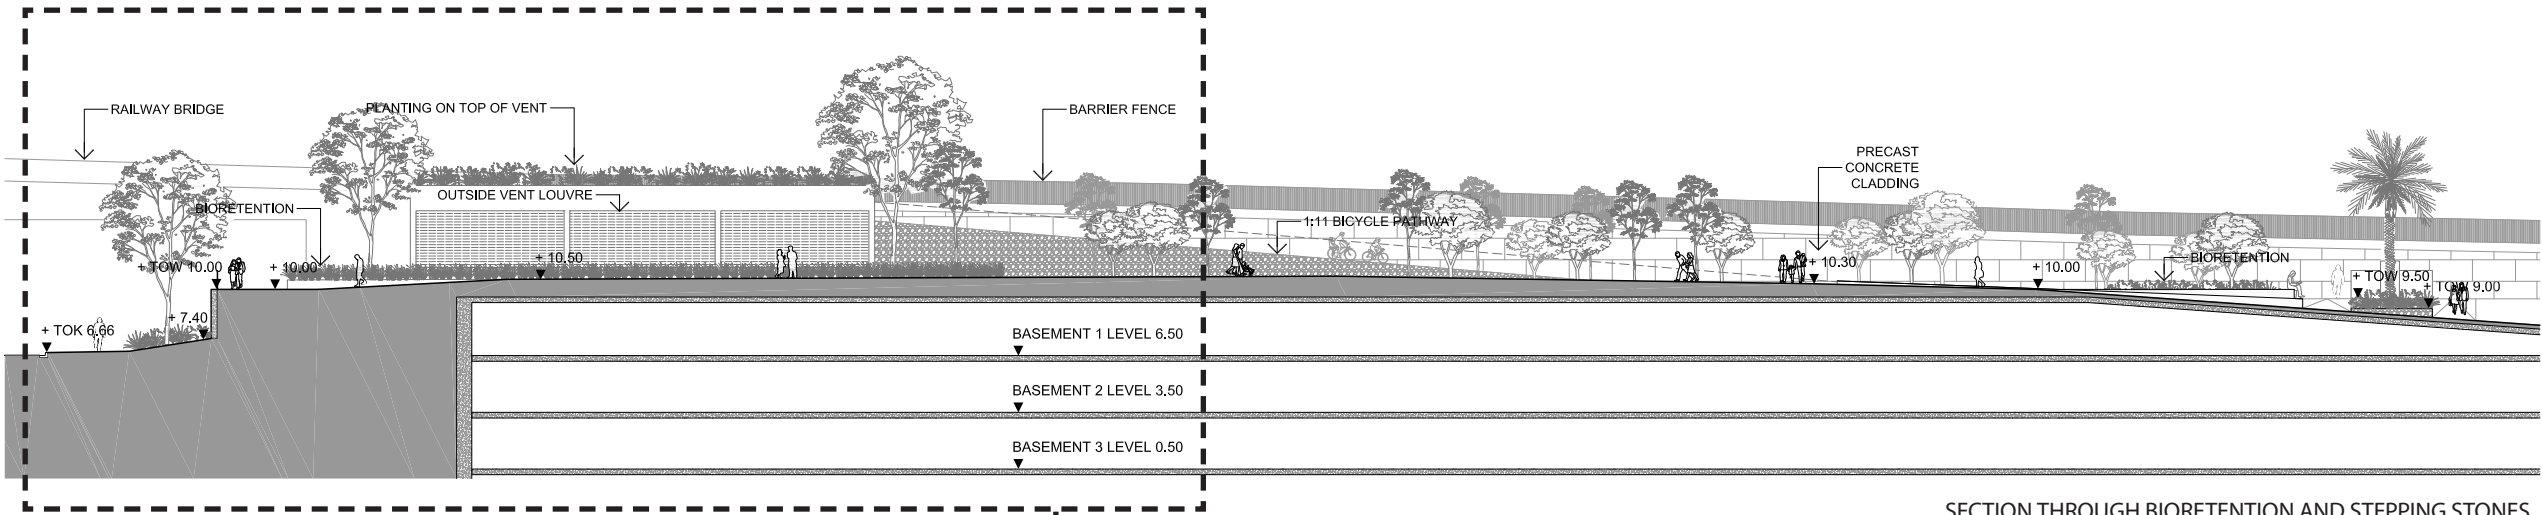 RAILWAY BRIDGE
PLANTING ON TOP OF VENT
BARRIER FENCE
PRECAST
CONCRETE
CLADDING
OUTSIDE VENT LOUVRE
BIORETENTION
1:11 BICYCLE PATHWAY
+ TOW 10.00
+ 10.00
+ 10.50
+ 10.30
+ 10.00
BIORETENTION
+ TOW 9.50
+ TOW 9.00
+ TOK 6.66
+ 7.40
BASEMENT 1 LEVEL 6.50
BASEMENT 2 LEVEL 3.50
BASEMENT 3 LEVEL 0.50
SECTION THROUGH BIORETENTION AND STEPPING STONES